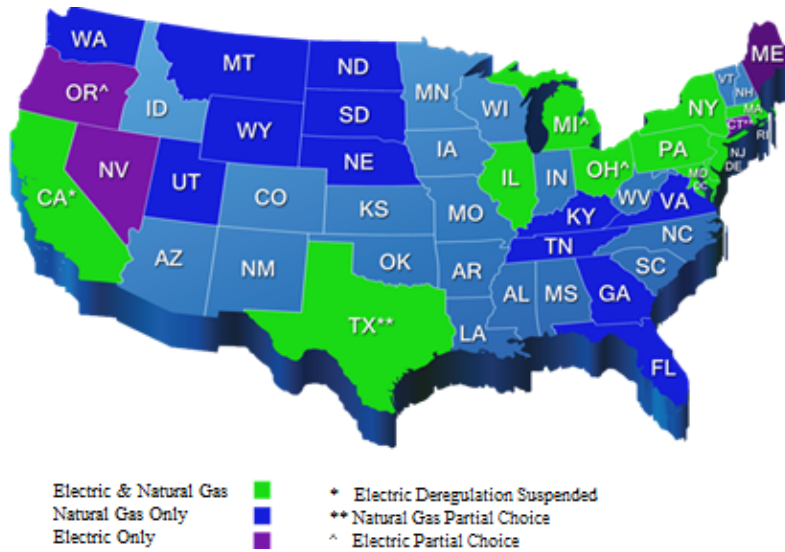 WA
MT
ND
MN
ME
VT
NH
OR^
ID
WY
SD
WI
MI^
NY
MA
CT**
RI
NV
UT
NE
IA
IL
IN
OH^
PA
NJ
DE
MD
DC
CA*
CO
KS
MO
KY
WV
VA
AZ
NM
OK
AR
TN
NC
SC
TX**
LA
AL
MS
GA
FL
Electric & Natural Gas
Natural Gas Only
Electric Only
* Electric Deregulation Suspended
** Natural Gas Partial Choice
^ Electric Partial Choice